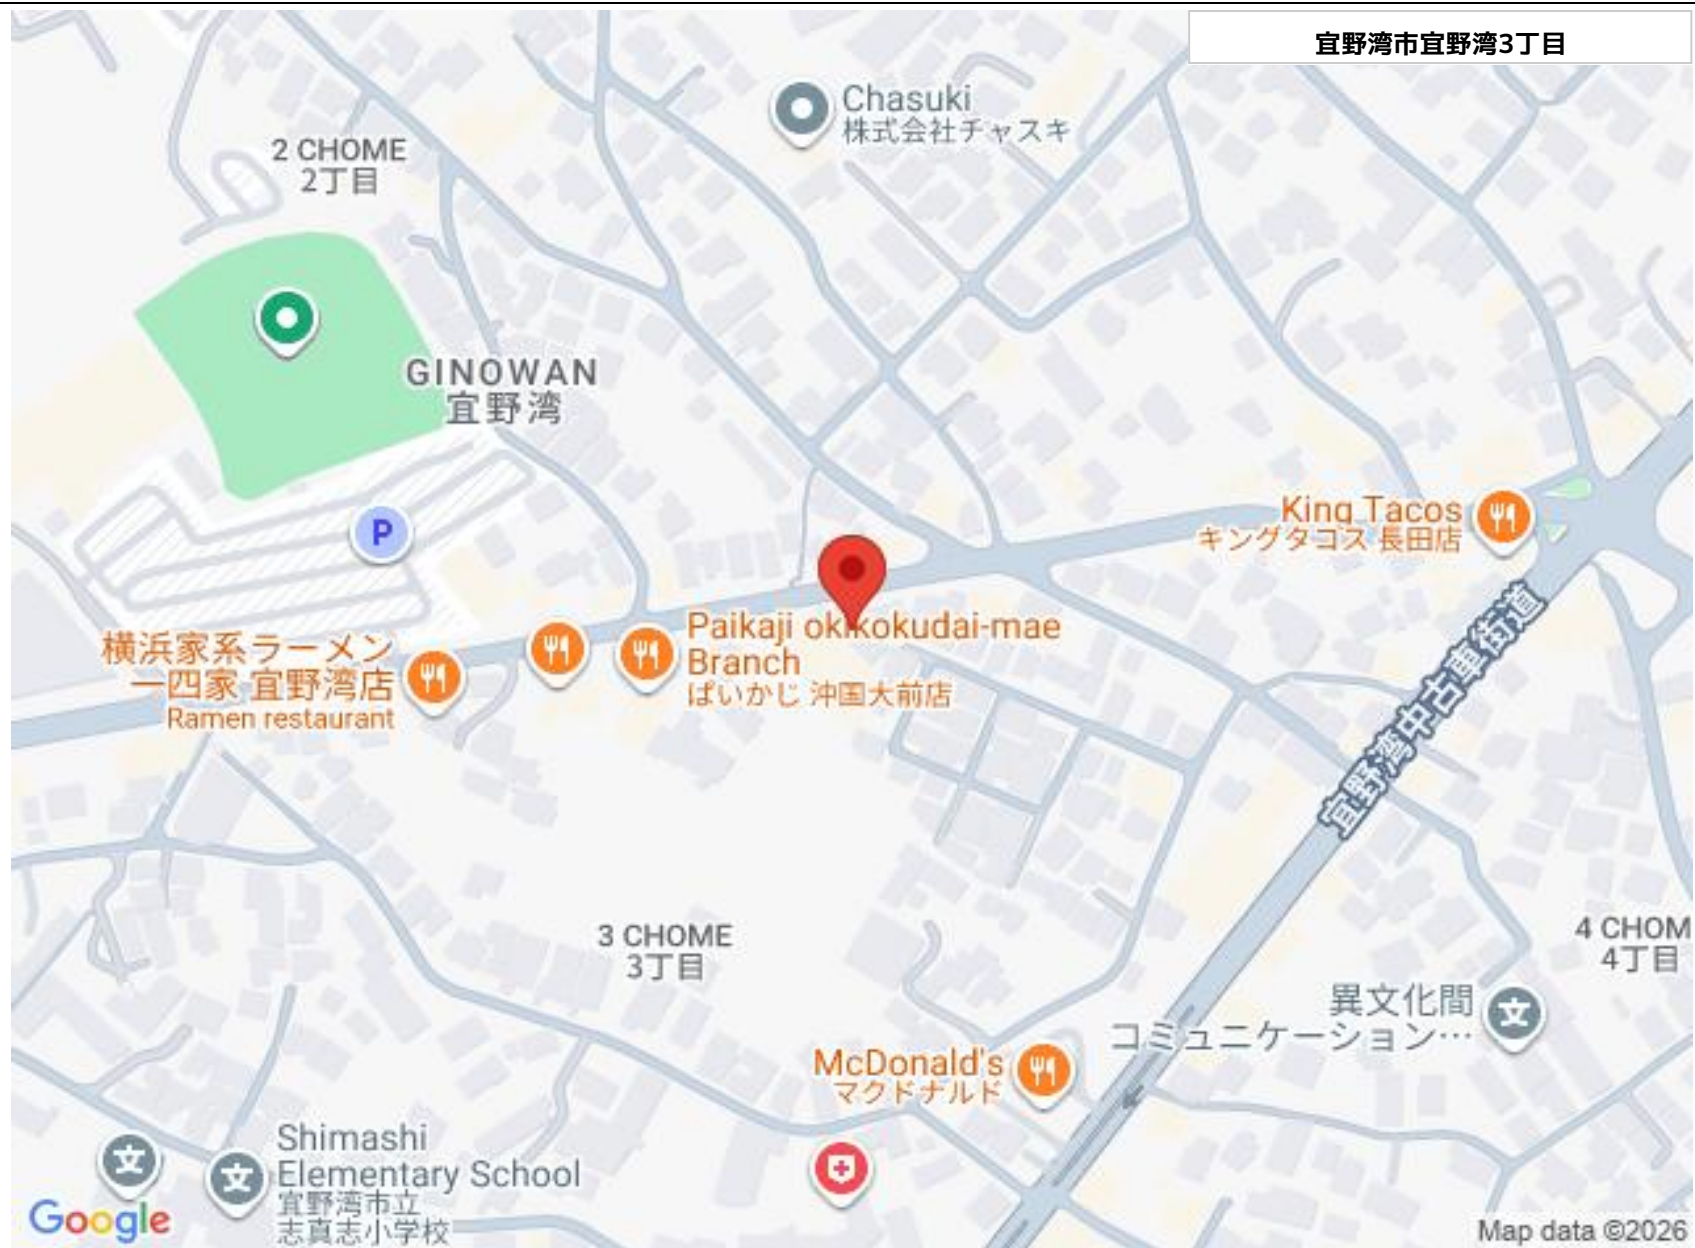 宜野湾市宜野湾3丁目
Chasuki
株式会社チャスキ
2 CHOME
2丁目
GINOWAN
宜野湾
P
King Tacos
キングタコス 長田店
Paikaji okikokudai-mae
Branch
ぱいかじ 沖国大前店
横浜家系ラーメン
一四家 宜野湾店
Ramen restaurant
宜野湾中古車街道
3 CHOME
3丁目
4 CHOM
4丁目
異文化間
コミュニケーション…
文
McDonald's
マクドナルド
Shimashi
Elementary School
宜野湾市立
志真志小学校
文
文
Google
Map data ©2026